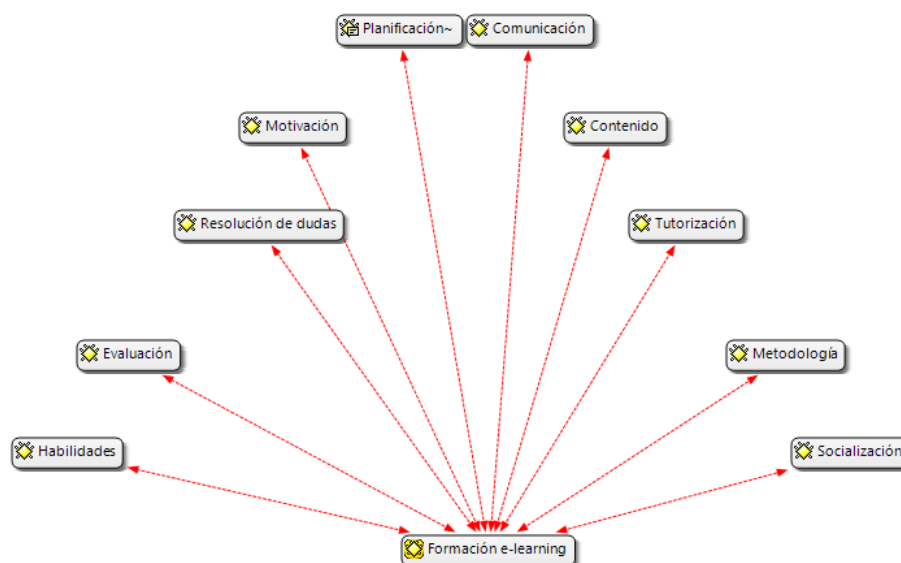 Planificación~
Comunicación
Motivación
Contenido
Resolución de dudas
Tutorización
Evaluación
Metodología
Habilidades
Socialización
Formación e-learning